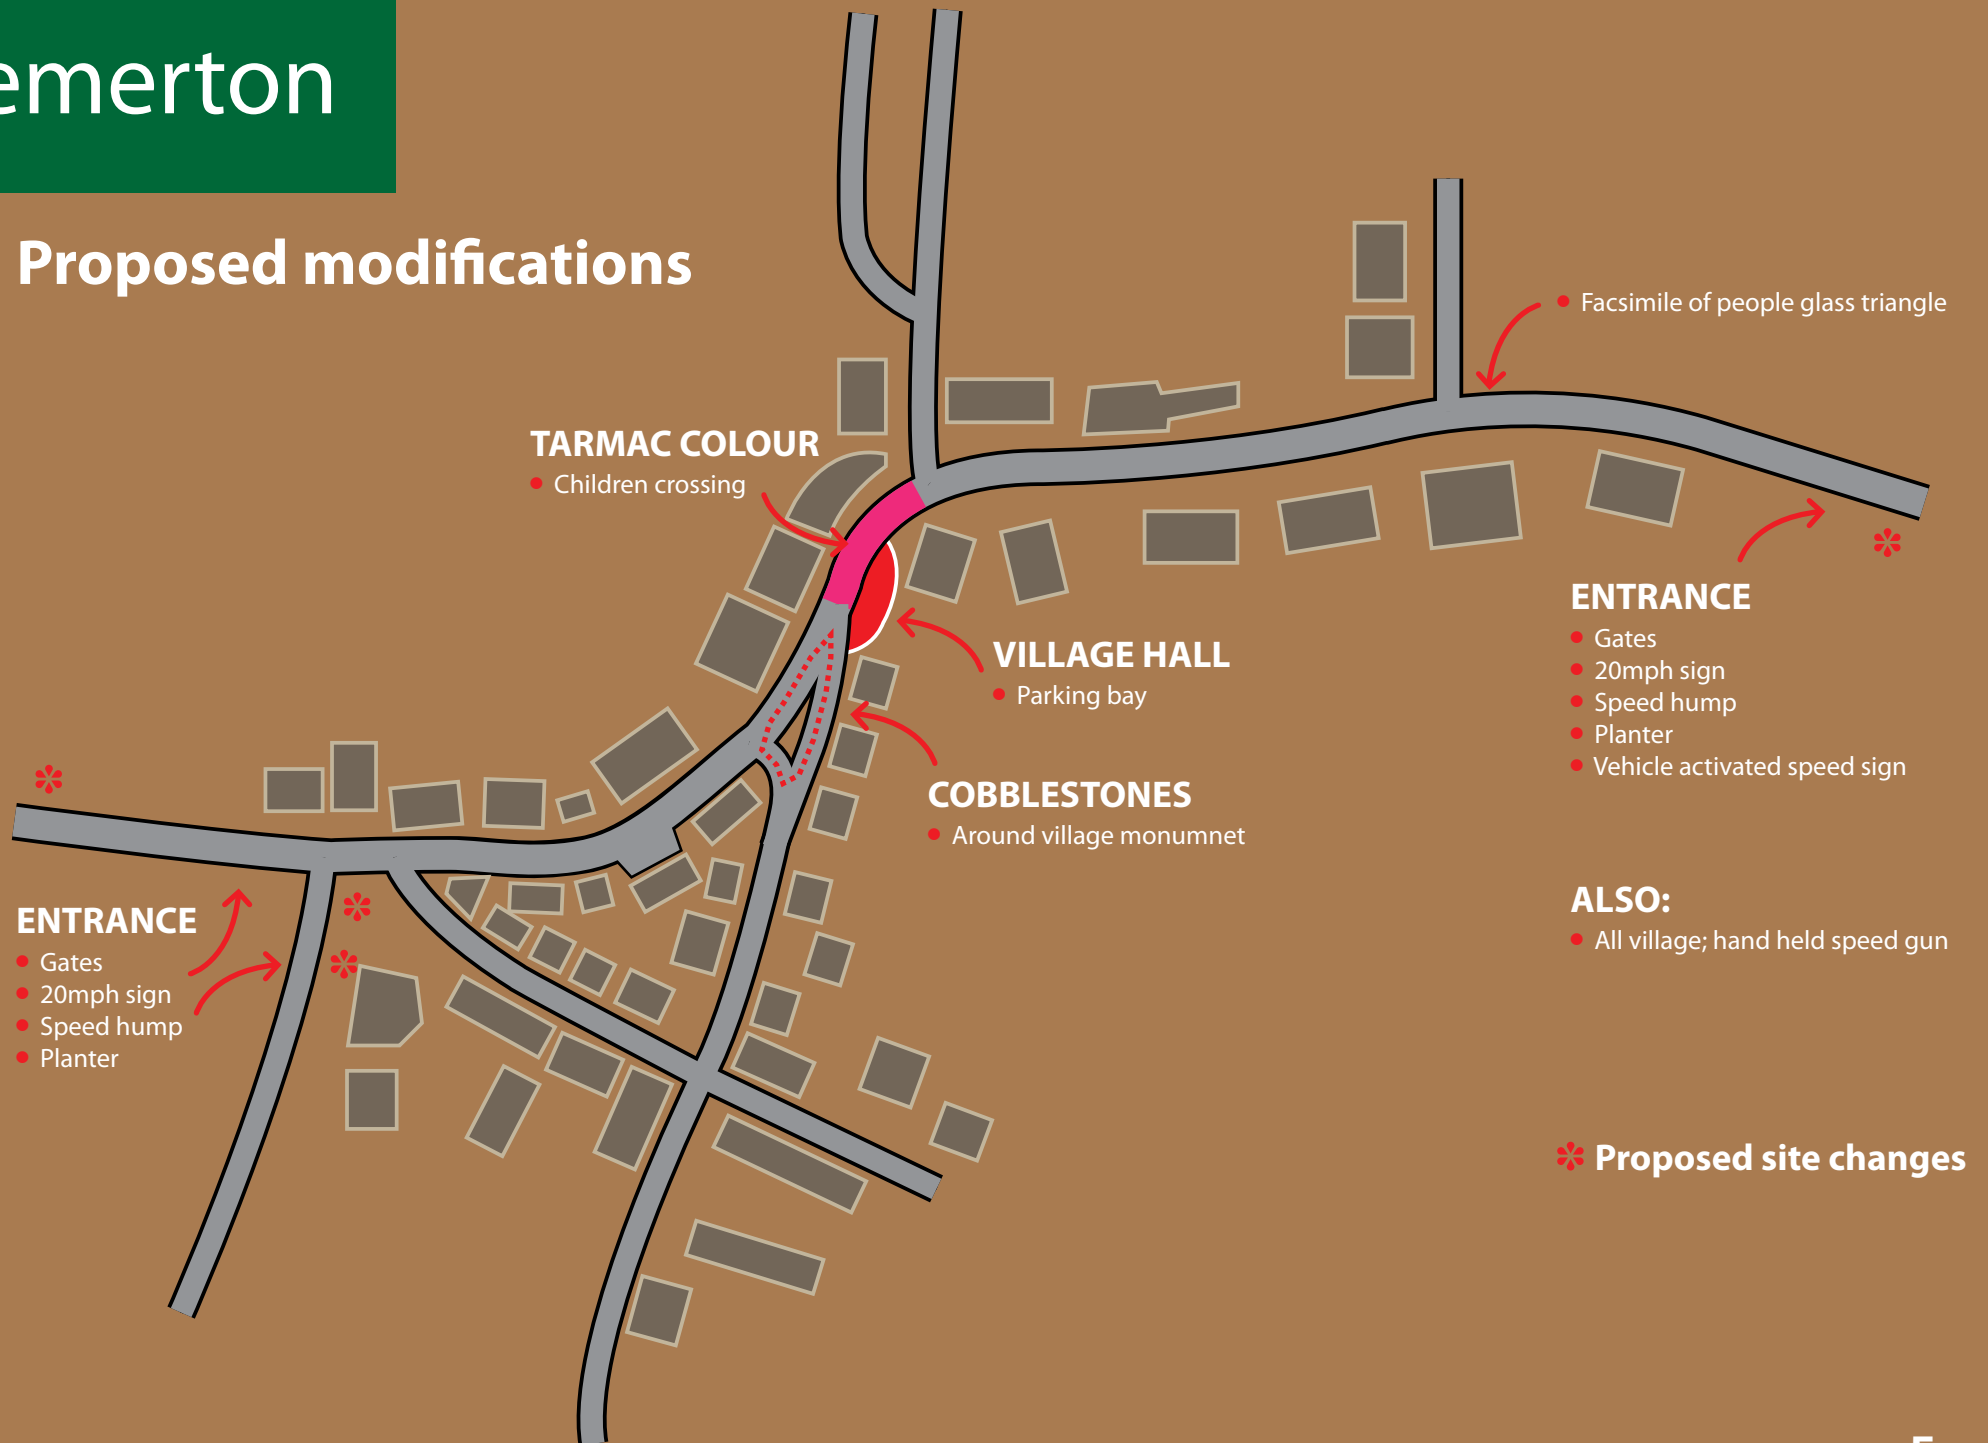 emerton
Proposed modifications
Facsimile of people glass triangle
TARMAC COLOUR
Children crossing
ENTRANCE
Gates
20mph sign
Speed hump
Planter
Vehicle activated speed sign
VILLAGE HALL
Parking bay
COBBLESTONES
Around village monumnet
ENTRANCE
Gates
20mph sign
Speed hump
Planter
ALSO:
All village; hand held speed gun
Proposed site changes